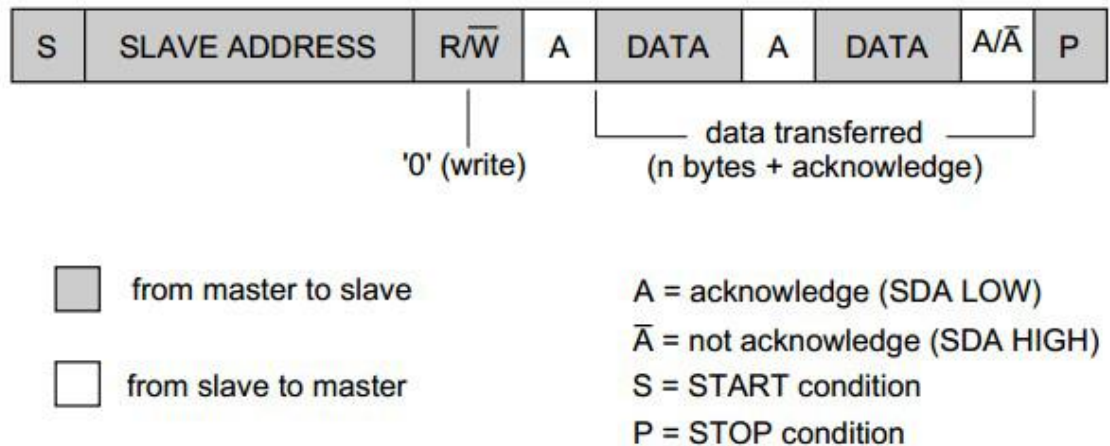 S SLAVE ADDRESS R/W̅ A DATA A DATA A/A̅ P
data transferred
'0' (write) (n bytes + acknowledge)
from master to slave
A = acknowledge (SDA LOW)
A̅ = not acknowledge (SDA HIGH)
from slave to master
S = START condition
P = STOP condition